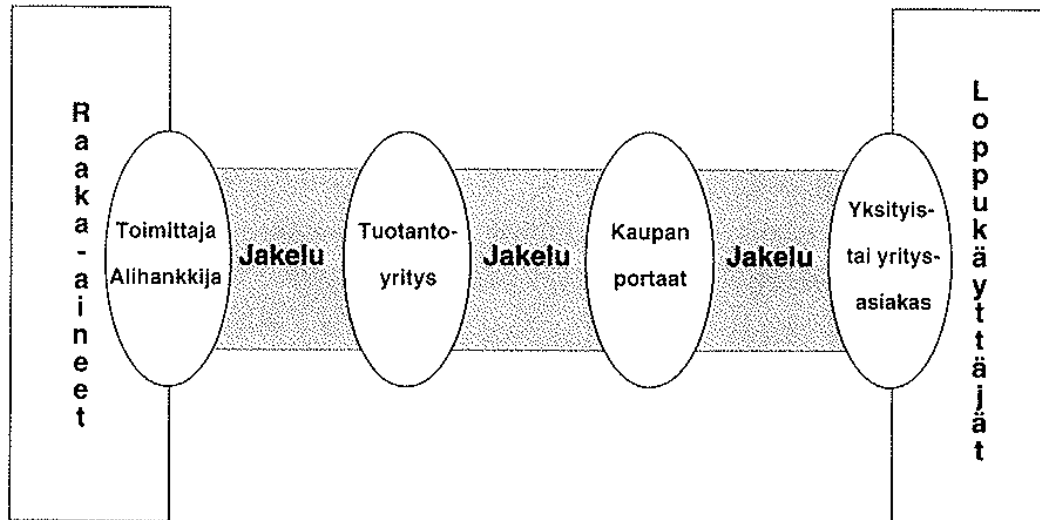 Raaka-aineet
Toimittaja
Alihankkija
Jakelu
Tuotanto-
yritys
Jakelu
Kaupan
portaat
Jakelu
Yksityis-
tai yritys-
asiakas
Loppukäyttäjät